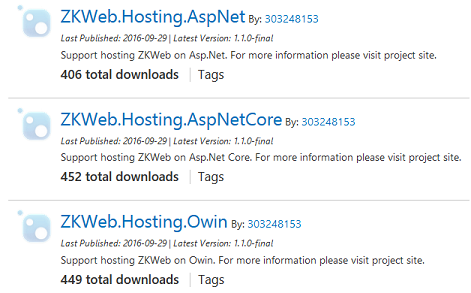 ZKWeb.Hosting.AspNet By: 303248153
Last Published: 2016-09-29 | Latest Version: 1.1.0-final
Support hosting ZKWeb on Asp.Net. For more information please visit project site.
406 total downloads | Tags
ZKWeb.Hosting.AspNetCore By: 303248153
Last Published: 2016-09-29 | Latest Version: 1.1.0-final
Support hosting ZKWeb on Asp.Net Core. For more information please visit project site.
452 total downloads | Tags
ZKWeb.Hosting.Owin By: 303248153
Last Published: 2016-09-29 | Latest Version: 1.1.0-final
Support hosting ZKWeb on Owin. For more information please visit project site.
449 total downloads | Tags